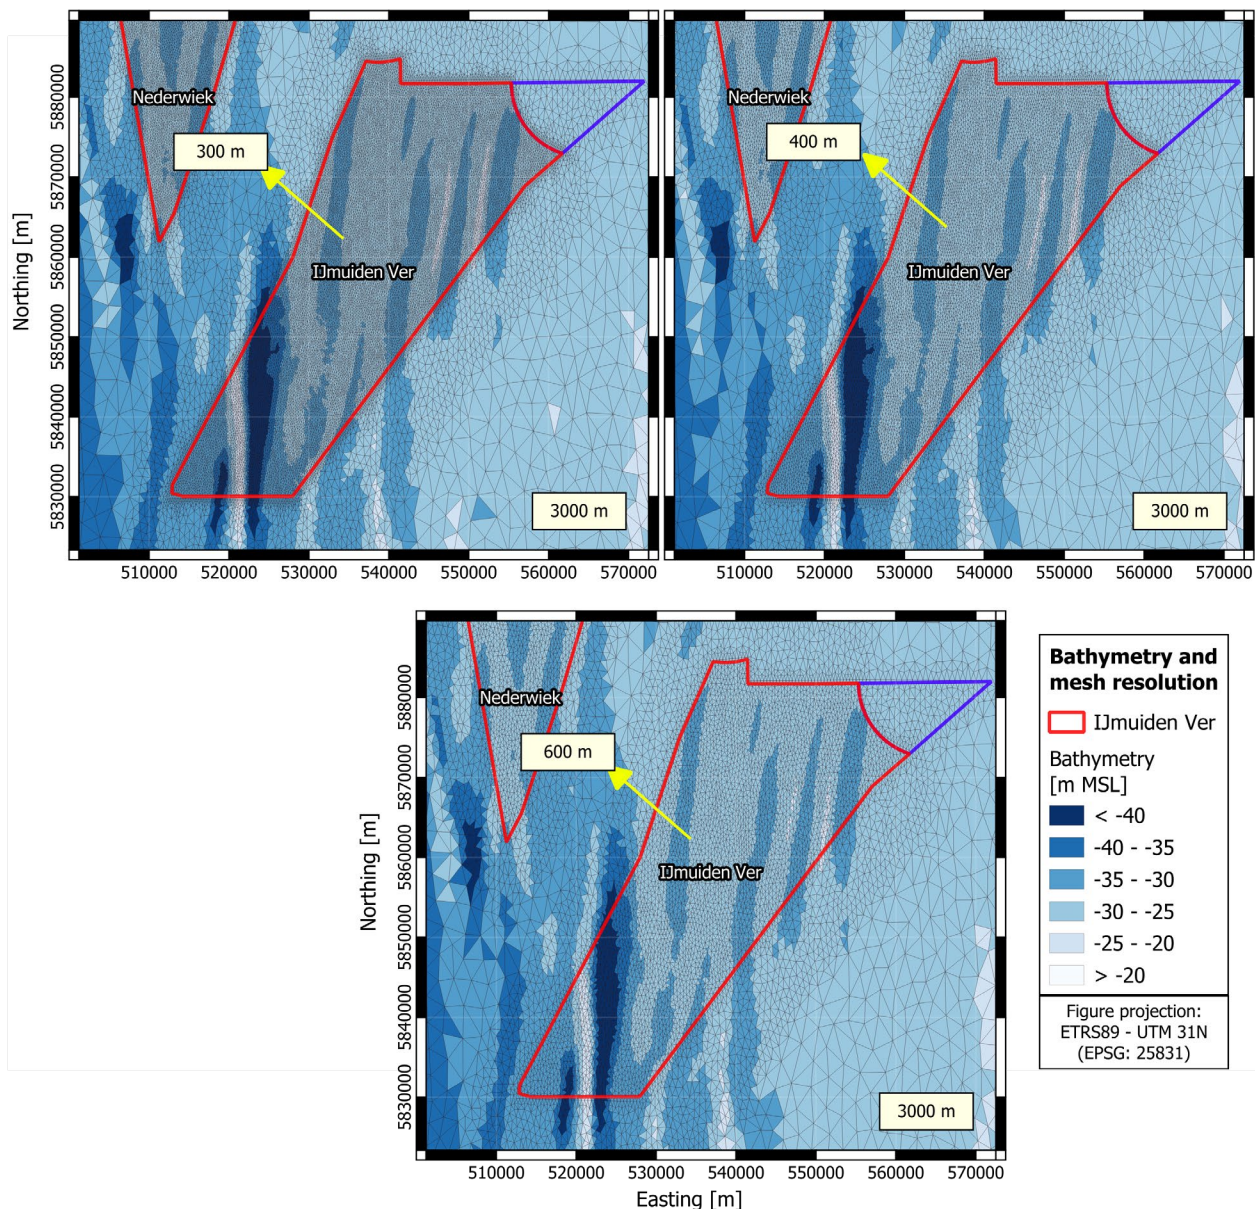 Nederwiek
300 m
IJmuiden Ver
3000 m
Northing [m]
5880000
5870000
5860000
5850000
5840000
5830000
510000 520000 530000 540000 550000 560000 570000
Nederwiek
400 m
IJmuiden Ver
3000 m
510000 520000 530000 540000 550000 560000 570000
Nederwiek
600 m
IJmuiden Ver
3000 m
Northing [m]
5880000
5870000
5860000
5850000
5840000
5830000
510000 520000 530000 540000 550000 560000 570000
Easting [m]
Bathymetry and
mesh resolution
IJmuiden Ver
Bathymetry
[m MSL]
< -40
-40 - -35
-35 - -30
-30 - -25
-25 - -20
> -20
Figure projection:
ETRS89 - UTM 31N
(EPSG: 25831)